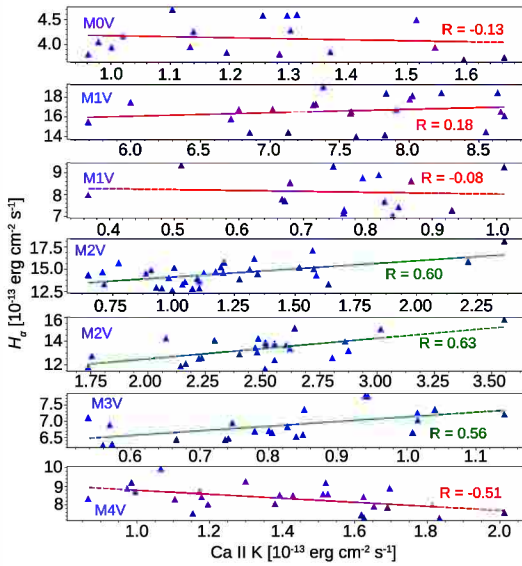 4.5
4.0
M0V
R = -0.13
1.0 1.1 1.2 1.3 1.4 1.5 1.6
18
16
14
M1V
R = 0.18
6.0 6.5 7.0 7.5 8.0 8.5
9
8
7
M1V
R = -0.08
0.4 0.5 0.6 0.7 0.8 0.9 1.0
17.5
15.0
12.5
M2V
R = 0.60
0.75 1.00 1.25 1.50 1.75 2.00 2.25
16
14
12
M2V
R = 0.63
1.75 2.00 2.25 2.50 2.75 3.00 3.25 3.50
7.5
7.0
6.5
M3V
R = 0.56
0.6 0.7 0.8 0.9 1.0 1.1
10
9
8
M4V
R = -0.51
1.0 1.2 1.4 1.6 1.8 2.0
Hα [10⁻¹³ erg cm⁻² s⁻¹]
Ca II K [10⁻¹³ erg cm⁻² s⁻¹]